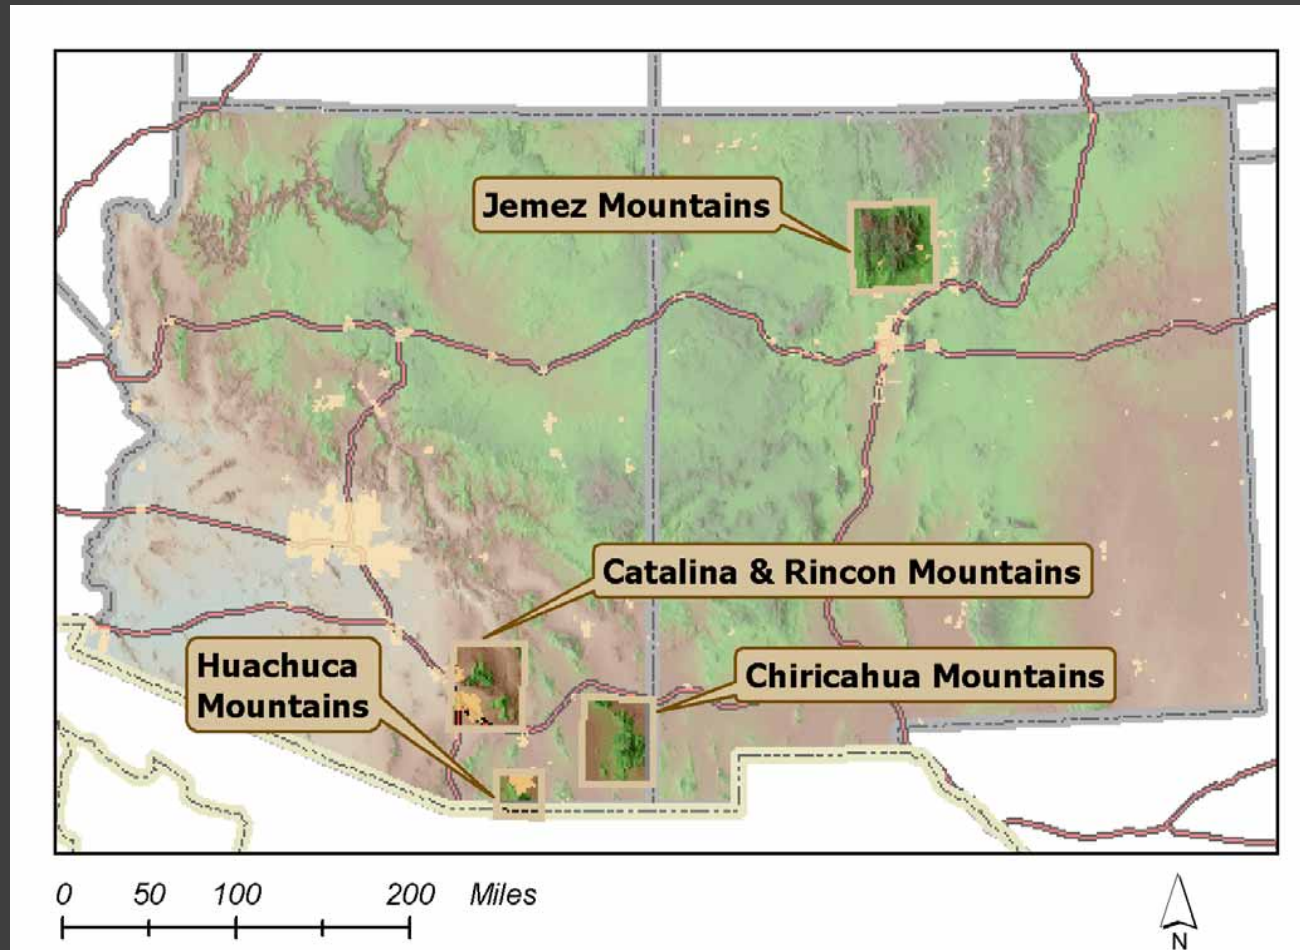 Jemez Mountains
Catalina & Rincon Mountains
Huachuca
Mountains
Chiricahua Mountains
0 50 100 200 Miles
N